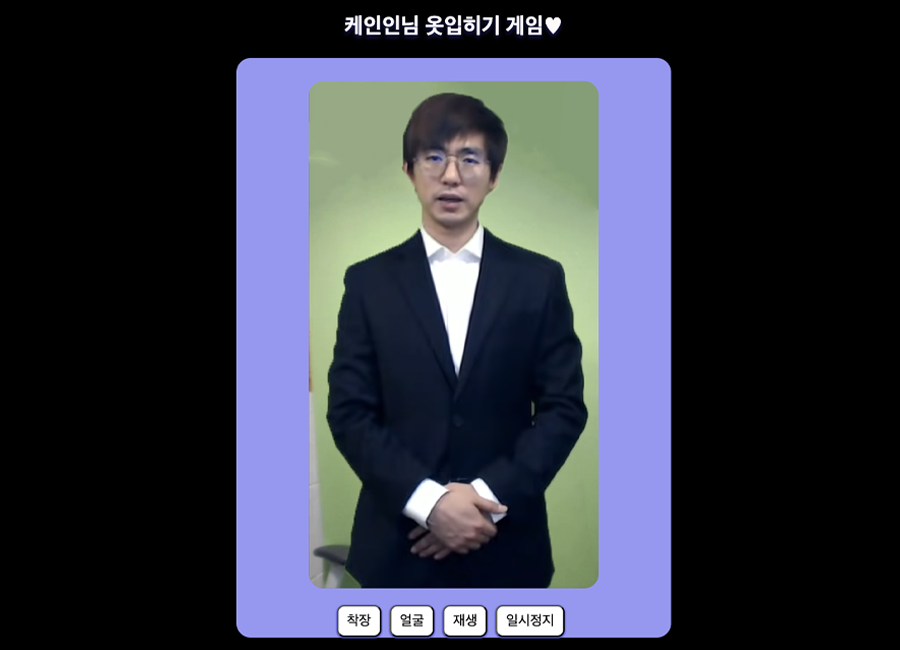 케인인님 옷입히기 게임♥
착장
얼굴
재생
일시정지